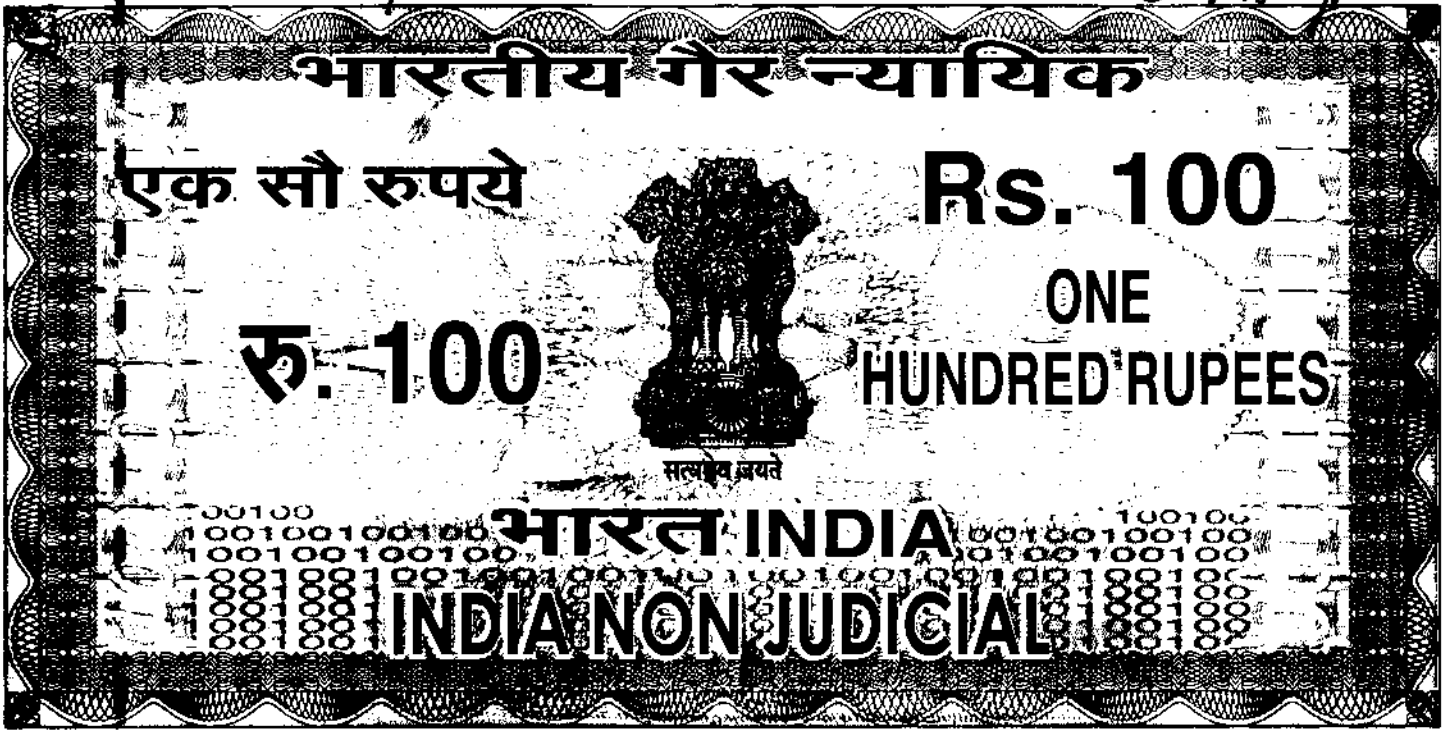 भारतीय गैर न्यायिक
एक सौ रुपये
Rs. 100
रु. 100
ONE
HUNDRED RUPEES
सत्यमेव जयते
भारत INDIA
INDIA NON JUDICIAL